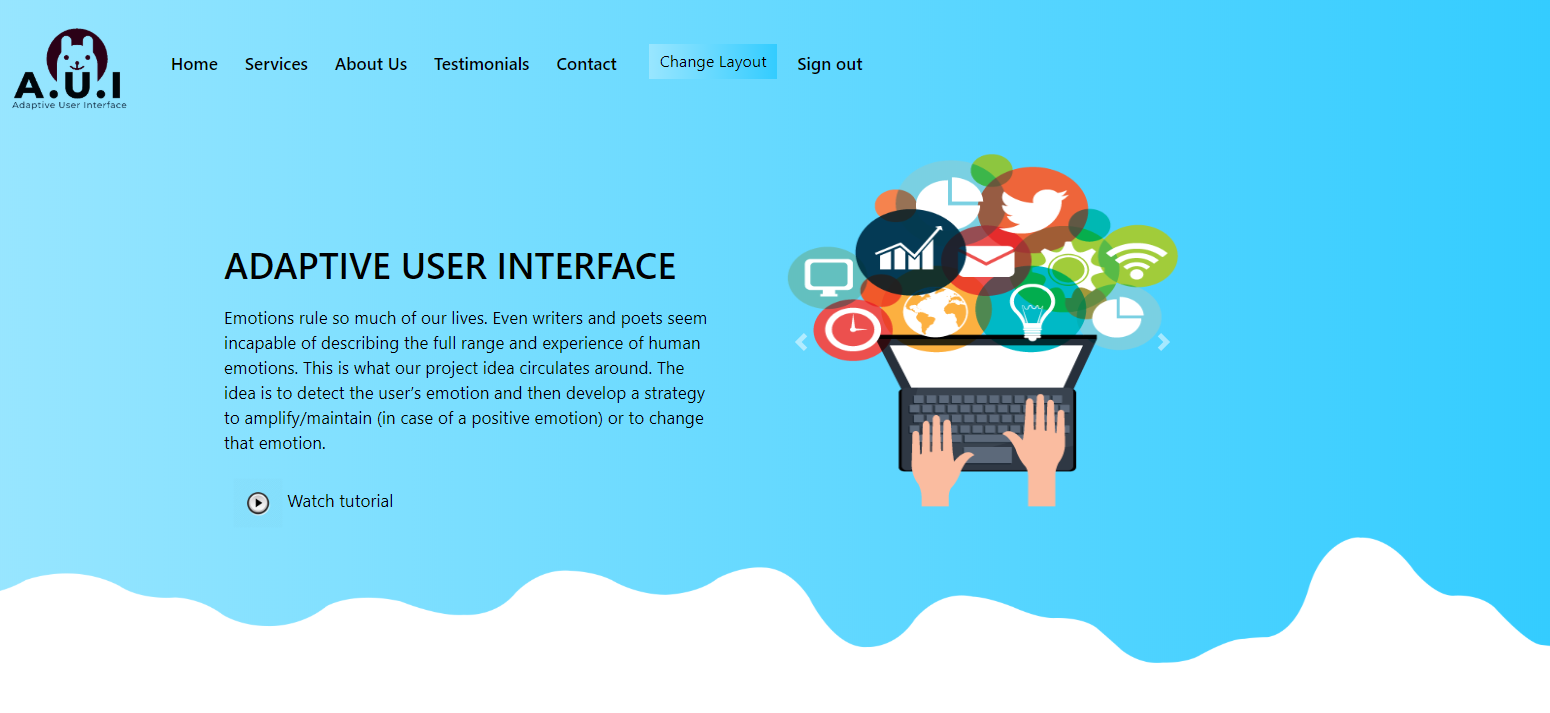 A.U.I
Adaptive User Interface
Home Services About Us Testimonials Contact Change Layout Sign out
ADAPTIVE USER INTERFACE
Emotions rule so much of our lives. Even writers and poets seem
incapable of describing the full range and experience of human
emotions. This is what our project idea circulates around. The
idea is to detect the user's emotion and then develop a strategy
to amplify/maintain (in case of a positive emotion) or to change
that emotion.
Watch tutorial